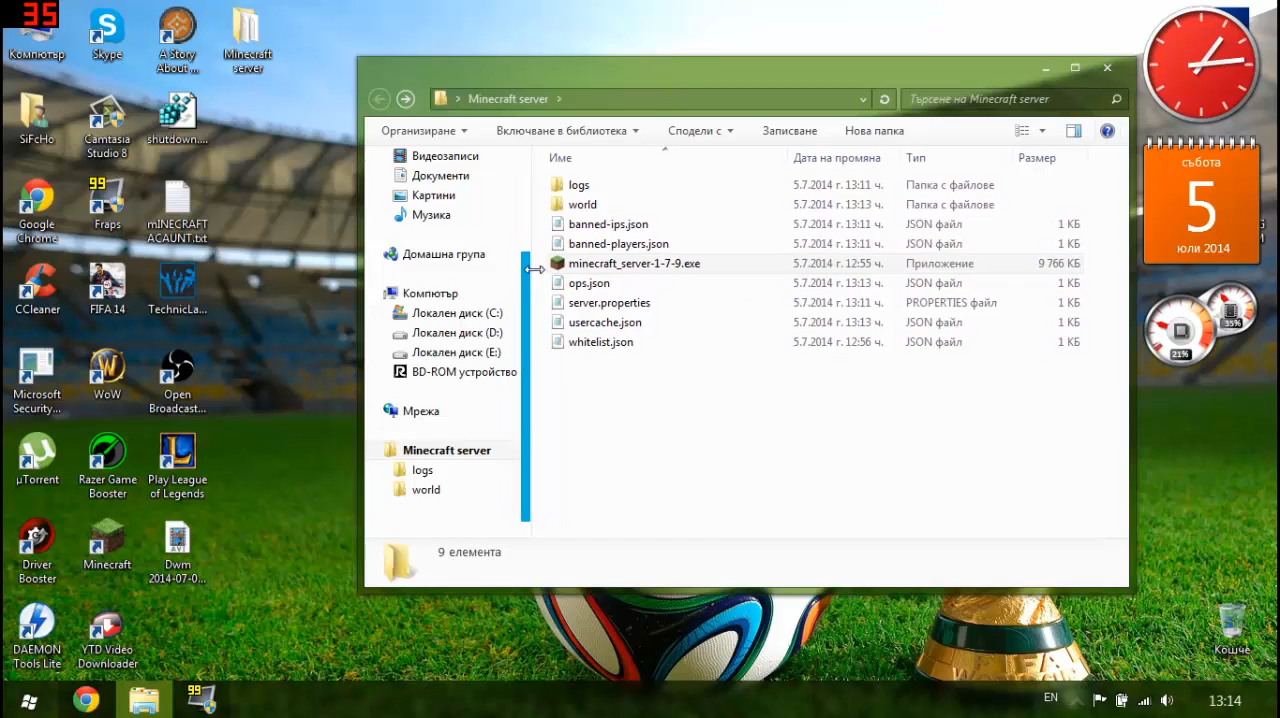 35
Компютър
Skype
A Story
About ...
Minecraft
server
SiFcHo
Camtasia
Studio 8
shutdown....
Google
Chrome
99
Fraps
mINECRAFT
ACAUNT.txt
CCleaner
FIFA 14
TechnicLa...
Microsoft
Security...
WoW
Open
Broadcast...
µTorrent
Razer Game
Booster
Play League
of Legends
Driver
Booster
Minecraft
Dwm
2014-07-0...
DAEMON
Tools Lite
YTD Video
Downloader
Minecraft server
Търсене на Minecraft server
Организиране
Включване в библиотека
Сподели с
Записване
Нова папка
Видеозаписи
Документи
Картини
Музика
Домашна група
Компютър
Локален диск (C:)
Локален диск (D:)
Локален диск (E:)
BD-ROM устройство
Мрежа
Minecraft server
logs
world
Име Дата на промяна Тип Размер
logs 5.7.2014 г. 13:11 ч. Папка с файлове
world 5.7.2014 г. 13:13 ч. Папка с файлове
banned-ips.json 5.7.2014 г. 13:11 ч. JSON файл 1 КБ
banned-players.json 5.7.2014 г. 13:11 ч. JSON файл 1 КБ
minecraft_server-1-7-9.exe 5.7.2014 г. 12:55 ч. Приложение 9 766 КБ
ops.json 5.7.2014 г. 13:13 ч. JSON файл 1 КБ
server.properties 5.7.2014 г. 13:11 ч. PROPERTIES файл 1 КБ
usercache.json 5.7.2014 г. 13:13 ч. JSON файл 1 КБ
whitelist.json 5.7.2014 г. 12:56 ч. JSON файл 1 КБ
9 елемента
събота
5
юли 2014
35%
21%
Кошче
99
EN
13:14